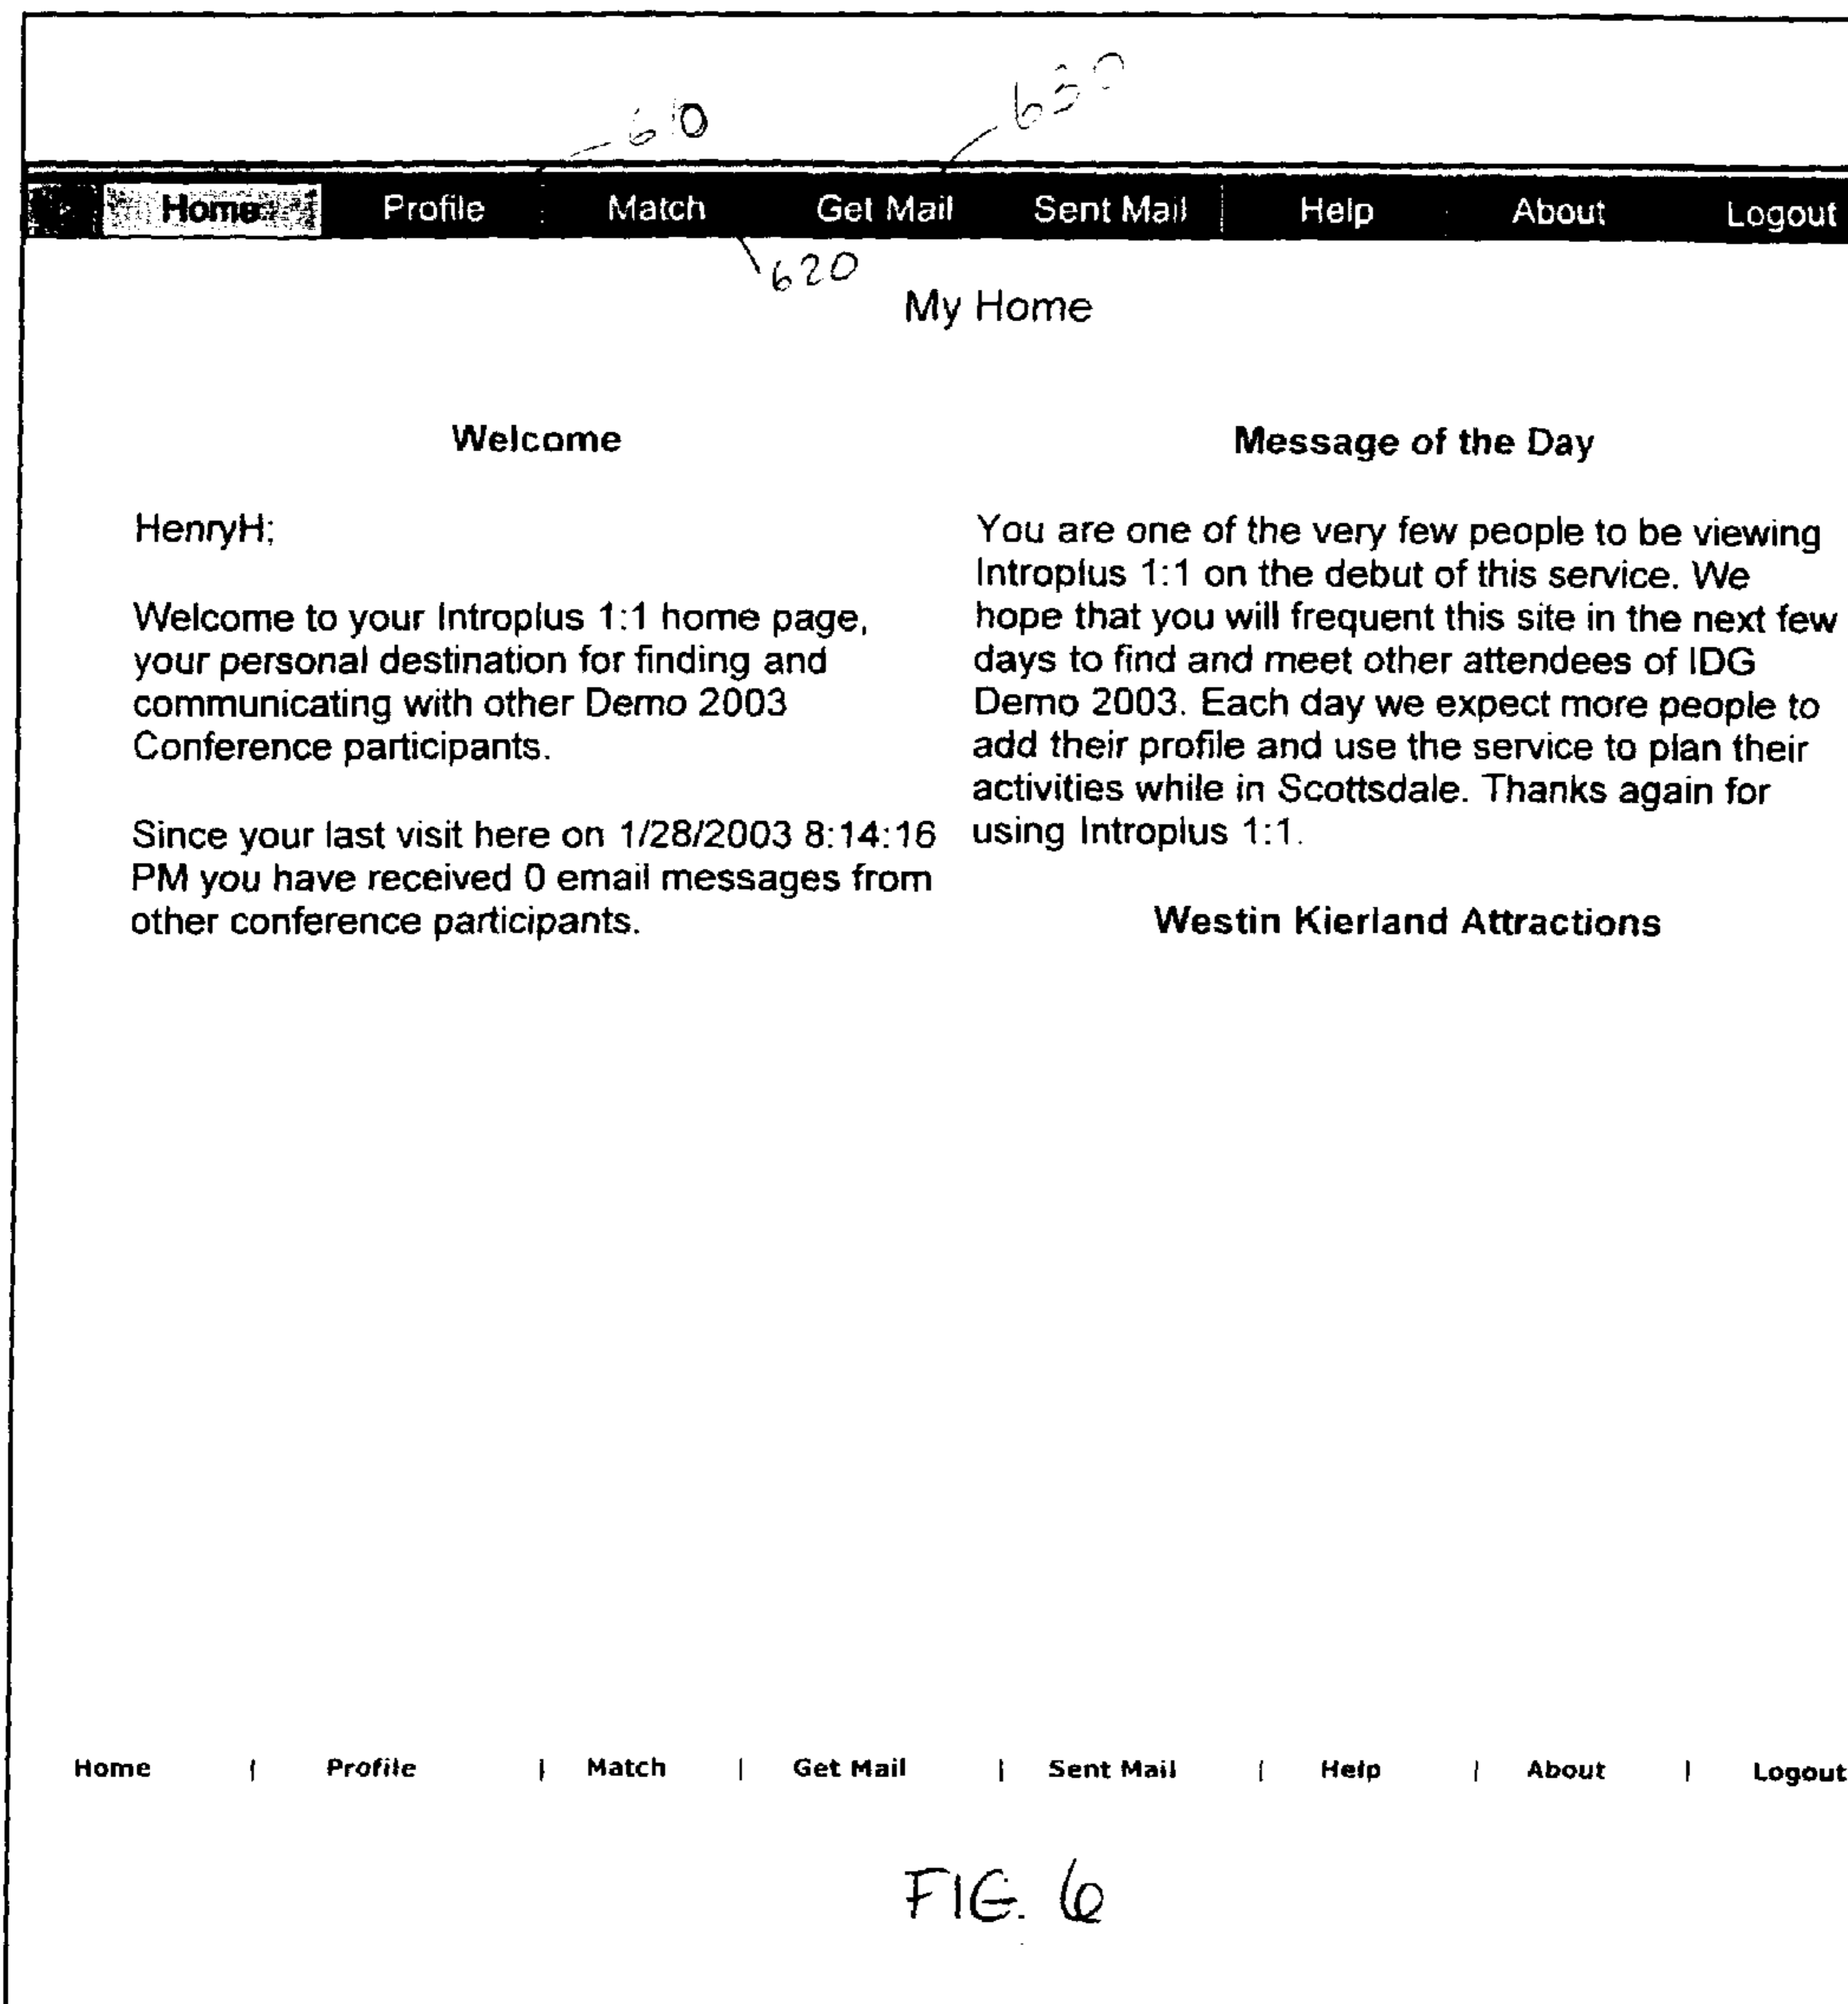 610
630
Home Profile Match Get Mail Sent Mail Help About Logout
620
My Home
Welcome
HenryH;
Welcome to your Introplus 1:1 home page,
your personal destination for finding and
communicating with other Demo 2003
Conference participants.
Since your last visit here on 1/28/2003 8:14:16
PM you have received 0 email messages from
other conference participants.
Message of the Day
You are one of the very few people to be viewing
Introplus 1:1 on the debut of this service. We
hope that you will frequent this site in the next few
days to find and meet other attendees of IDG
Demo 2003. Each day we expect more people to
add their profile and use the service to plan their
activities while in Scottsdale. Thanks again for
using Introplus 1:1.
Westin Kierland Attractions
Home | Profile | Match | Get Mail | Sent Mail | Help | About | Logout
FIG. 6